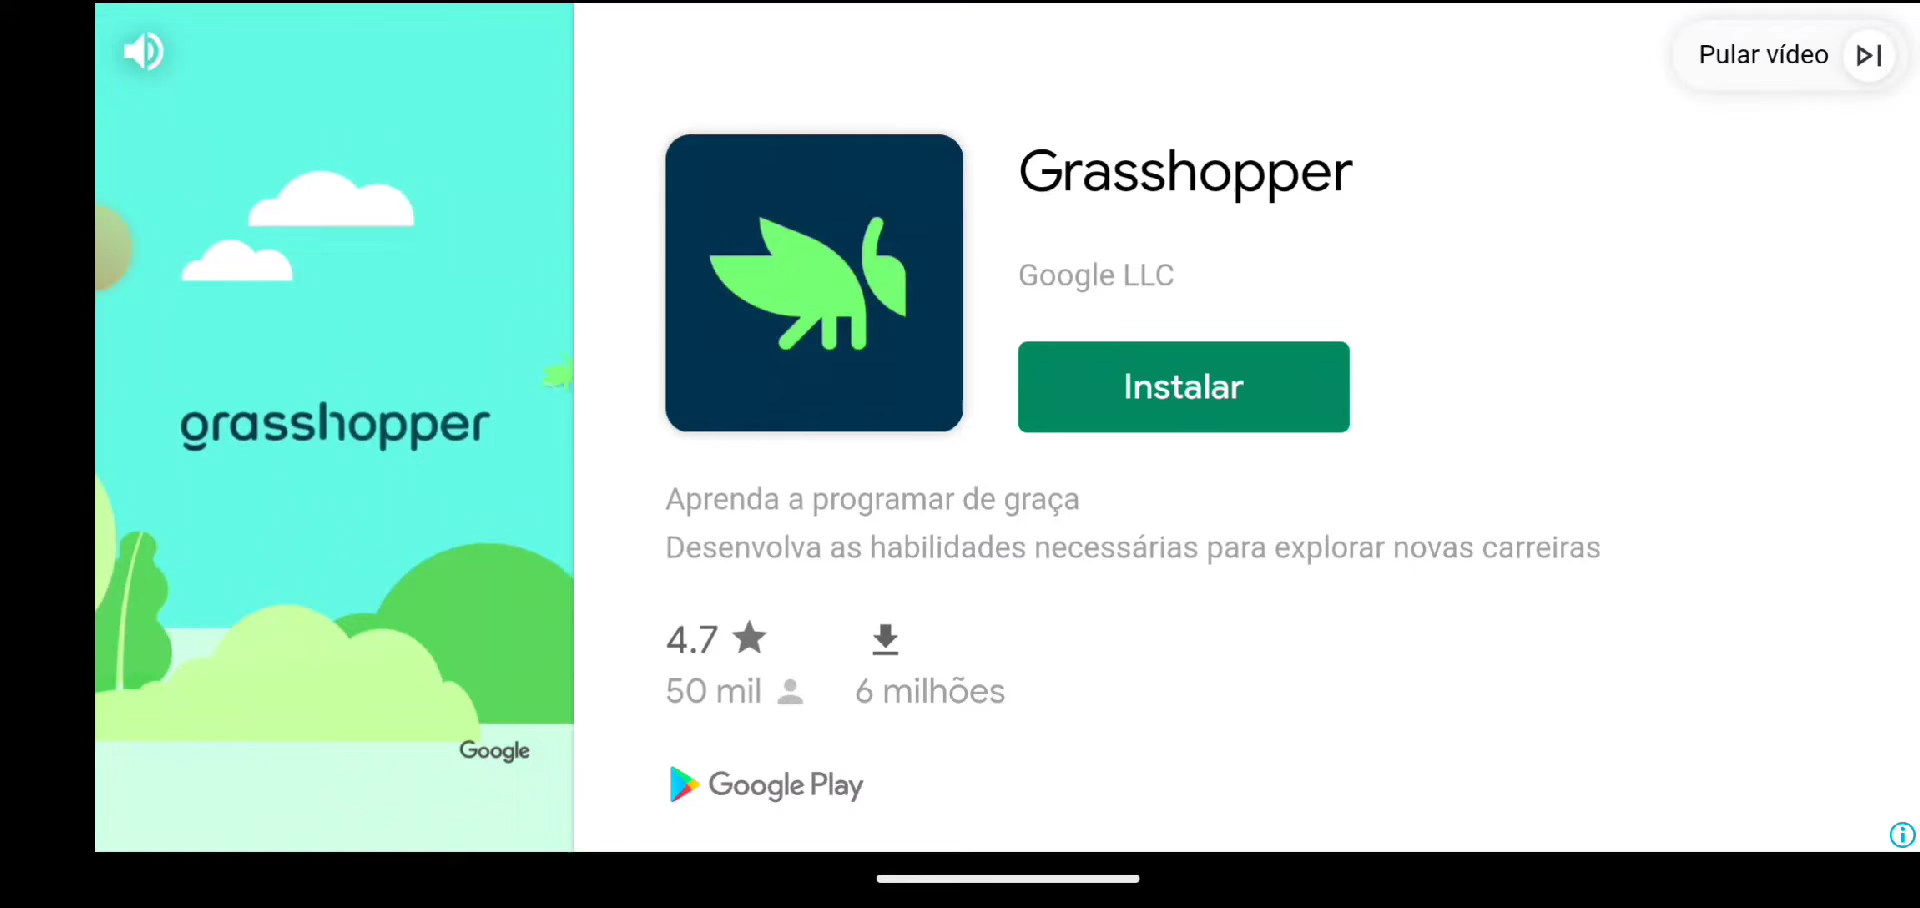 Pular vídeo
Grasshopper
Google LLC
Instalar
grasshopper
Aprenda a programar de graça
Desenvolva as habilidades necessárias para explorar novas carreiras
4.7
50 mil
6 milhões
Google
Google Play